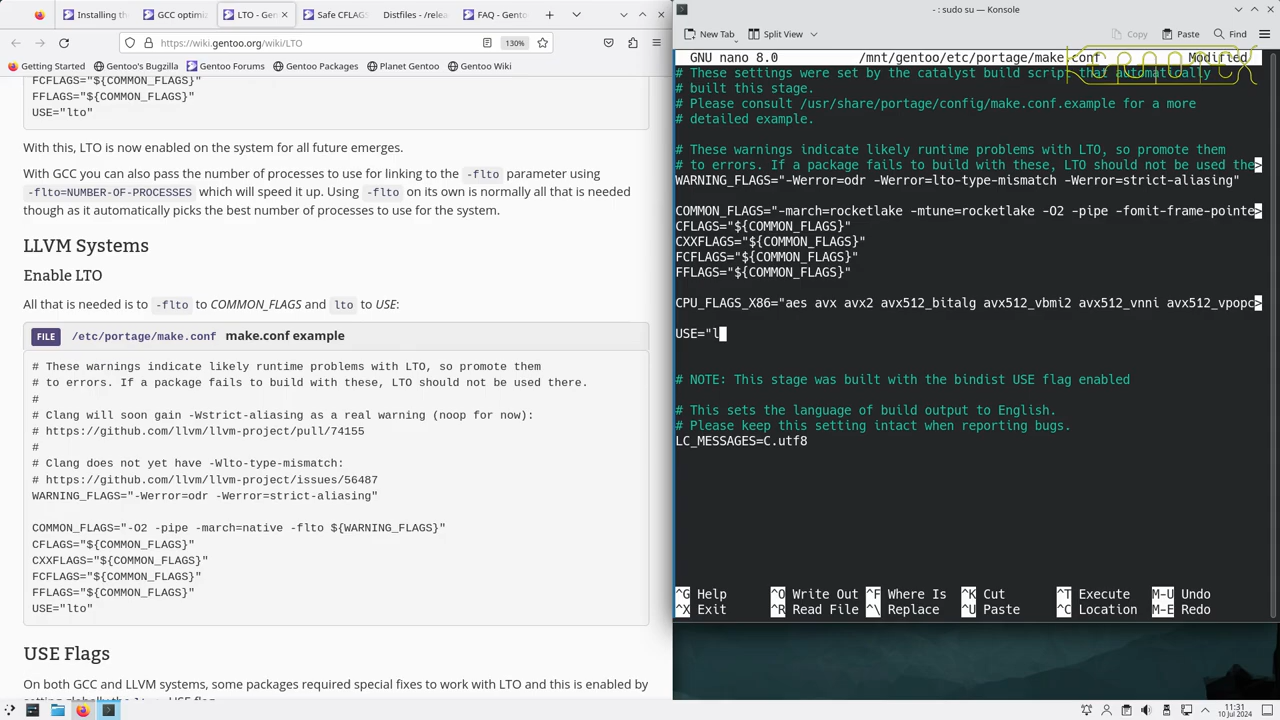 Installing the
GCC optimiz
LTO - Gen
Safe CFLAGS
Distfiles - /relea
FAQ - Gento
https://wiki.gentoo.org/wiki/LTO
130%
Getting Started
Gentoo's Bugzilla
Gentoo Forums
Gentoo Packages
Planet Gentoo
Gentoo Wiki
FCFLAGS="${COMMON_FLAGS}"
FFLAGS="${COMMON_FLAGS}"
USE="lto"
With this, LTO is now enabled on the system for all future emerges.
With GCC you can also pass the number of processes to use for linking to the -flto parameter using
-flto=NUMBER-OF-PROCESSES which will speed it up. Using -flto on its own is normally all that is needed
though as it automatically picks the best number of processes to use for the system.
LLVM Systems
Enable LTO
All that is needed is to -flto to COMMON_FLAGS and lto to USE:
FILE /etc/portage/make.conf make.conf example
# These warnings indicate likely runtime problems with LTO, so promote them
# to errors. If a package fails to build with these, LTO should not be used there.
#
# Clang will soon gain -Wstrict-aliasing as a real warning (noop for now):
# https://github.com/llvm/llvm-project/pull/74155
#
# Clang does not yet have -Wlto-type-mismatch:
# https://github.com/llvm/llvm-project/issues/56487
WARNING_FLAGS="-Werror=odr -Werror=strict-aliasing"
COMMON_FLAGS="-O2 -pipe -march=native -flto ${WARNING_FLAGS}"
CFLAGS="${COMMON_FLAGS}"
CXXFLAGS="${COMMON_FLAGS}"
FCFLAGS="${COMMON_FLAGS}"
FFLAGS="${COMMON_FLAGS}"
USE="lto"
USE Flags
On both GCC and LLVM systems, some packages required special fixes to work with LTO and this is enabled by
- : sudo su — Konsole
New Tab
Split View
Copy
Paste
Find
GNU nano 8.0 /mnt/gentoo/etc/portage/make.conf Modified
# These settings were set by the catalyst build script that automatically
# built this stage.
# Please consult /usr/share/portage/config/make.conf.example for a more
# detailed example.
# These warnings indicate likely runtime problems with LTO, so promote them
# to errors. If a package fails to build with these, LTO should not be used the>
WARNING_FLAGS="-Werror=odr -Werror=lto-type-mismatch -Werror=strict-aliasing"
COMMON_FLAGS="-march=rocketlake -mtune=rocketlake -O2 -pipe -fomit-frame-pointe>
CFLAGS="${COMMON_FLAGS}"
CXXFLAGS="${COMMON_FLAGS}"
FCFLAGS="${COMMON_FLAGS}"
FFLAGS="${COMMON_FLAGS}"
CPU_FLAGS_X86="aes avx avx2 avx512_bitalg avx512_vbmi2 avx512_vnni avx512_vpopc>
USE="l
# NOTE: This stage was built with the bindist USE flag enabled
# This sets the language of build output to English.
# Please keep this setting intact when reporting bugs.
LC_MESSAGES=C.utf8
^G Help ^O Write Out ^F Where Is ^K Cut ^T Execute M-U Undo
^X Exit ^R Read File ^\ Replace ^U Paste ^C Location M-E Redo
11:31
10 Jul 2024